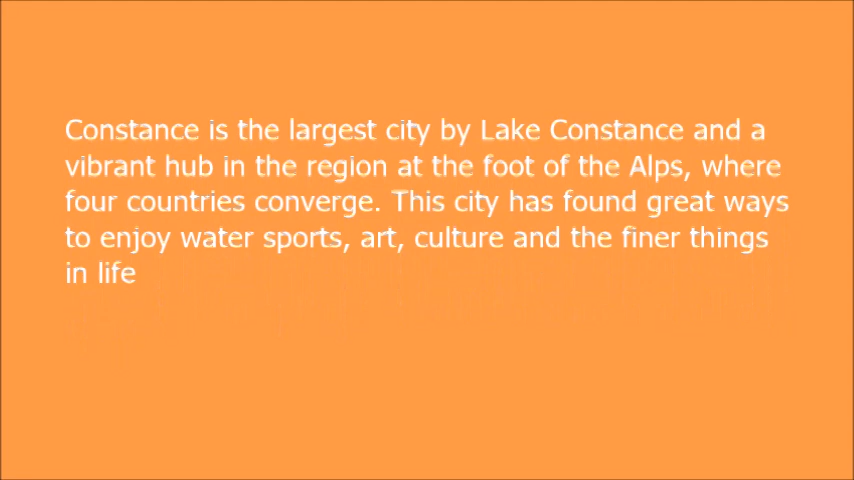 Constance is the largest city by Lake Constance and a
vibrant hub in the region at the foot of the Alps, where
four countries converge. This city has found great ways
to enjoy water sports, art, culture and the finer things
in life